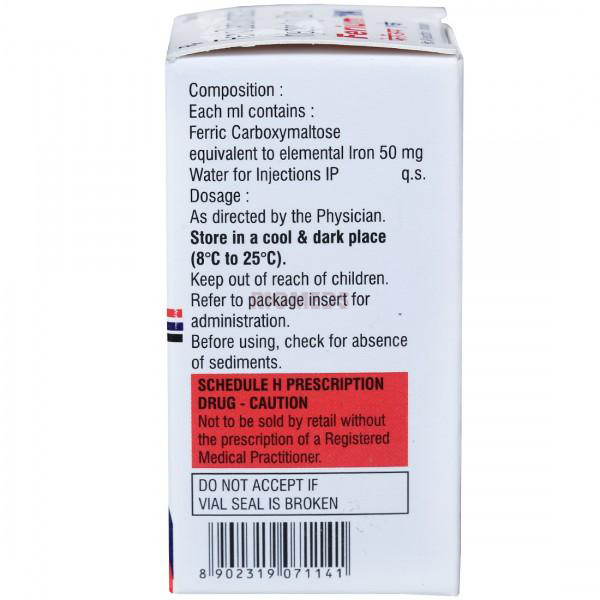 Composition :
Each ml contains :
Ferric Carboxymaltose
equivalent to elemental Iron 50 mg
Water for Injections IP q.s.
Dosage :
As directed by the Physician.
Store in a cool & dark place
(8°C to 25°C).
Keep out of reach of children.
Refer to package insert for
administration.
Before using, check for absence
of sediments.
SCHEDULE H PRESCRIPTION
DRUG - CAUTION
Not to be sold by retail without
the prescription of a Registered
Medical Practitioner.
DO NOT ACCEPT IF
VIAL SEAL IS BROKEN
8 902319 071141